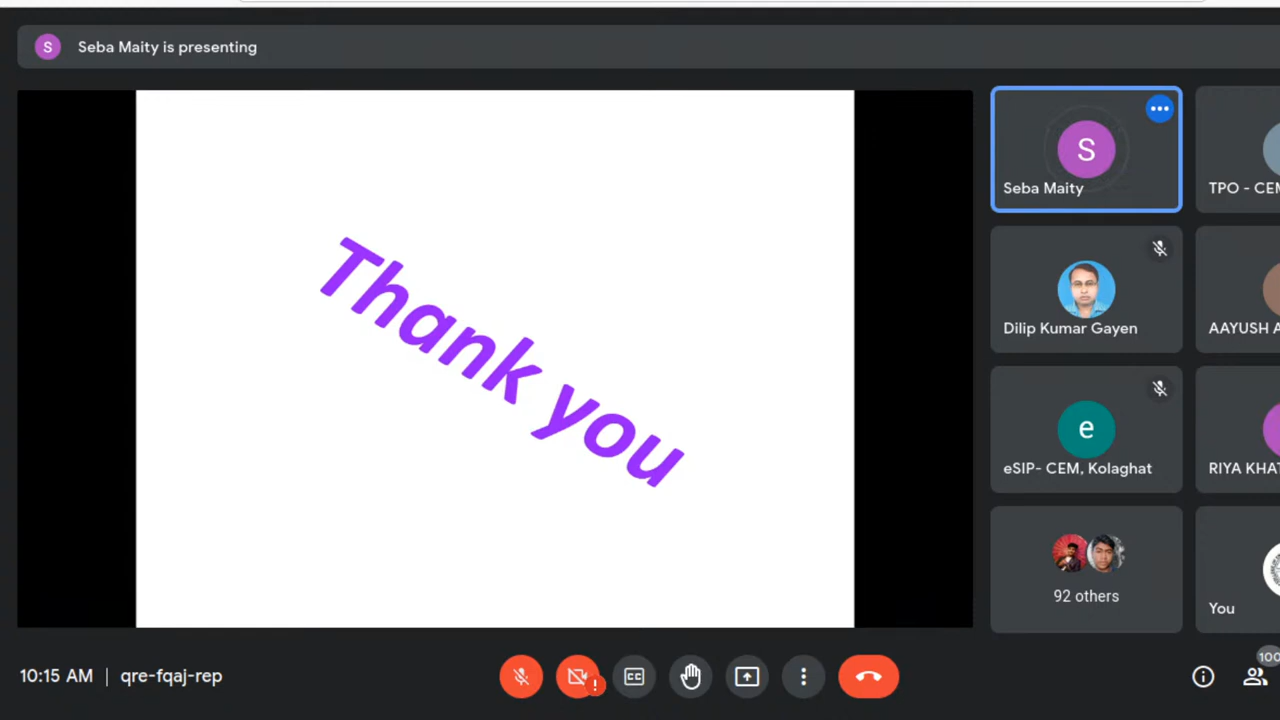 S Seba Maity is presenting
Thank you
S
Seba Maity
TPO - CEM
Dilip Kumar Gayen
AAYUSH A
e
eSIP- CEM, Kolaghat
RIYA KHAT
92 others
You
10:15 AM | qre-fqaj-rep
CC
100